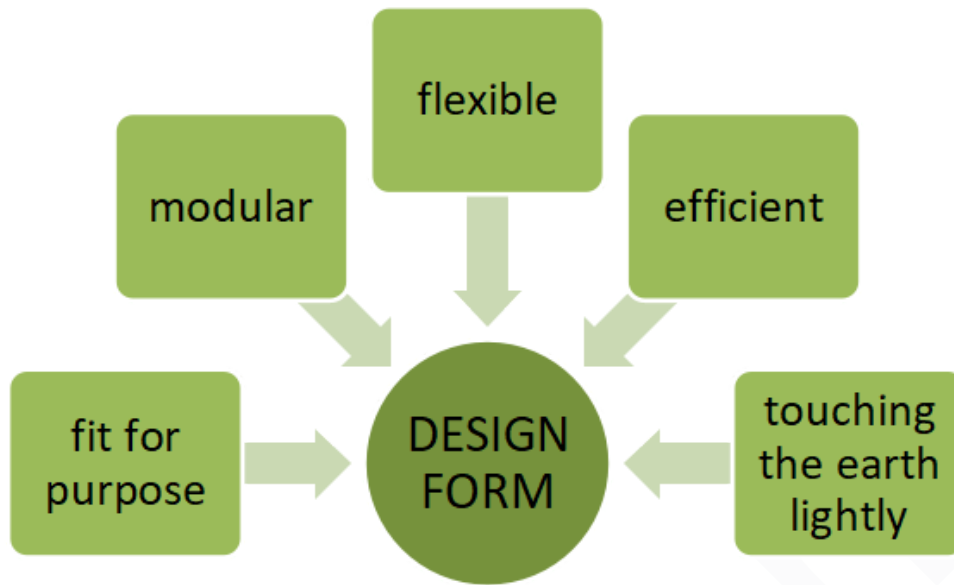 fit for
purpose
modular
flexible
efficient
touching
the earth
lightly
DESIGN
FORM